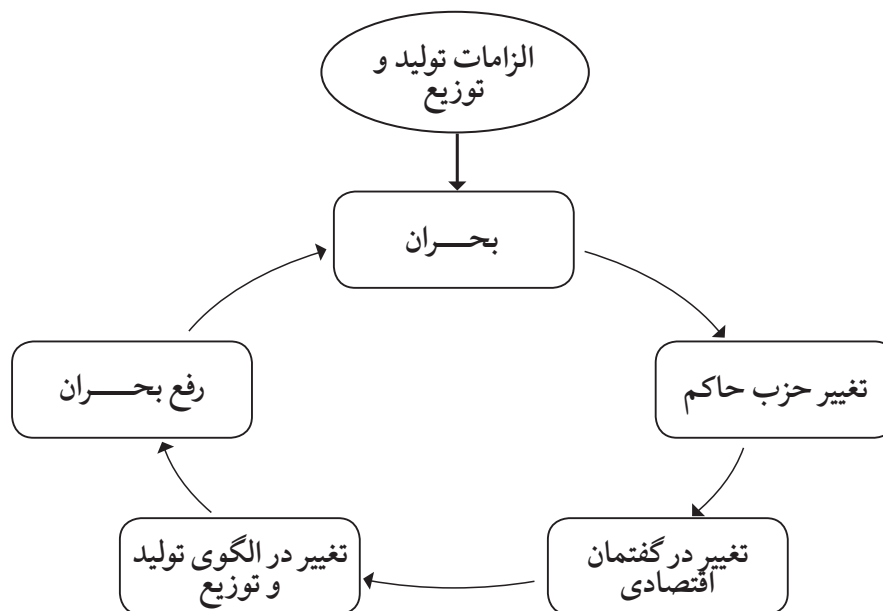 الزامات تولید و
توزیع
بحـــران
تغییر حزب حاکم
رفع بحـــران
تغییر در گفتمان
اقتصادی
تغییر در الگوی تولید
و توزیع